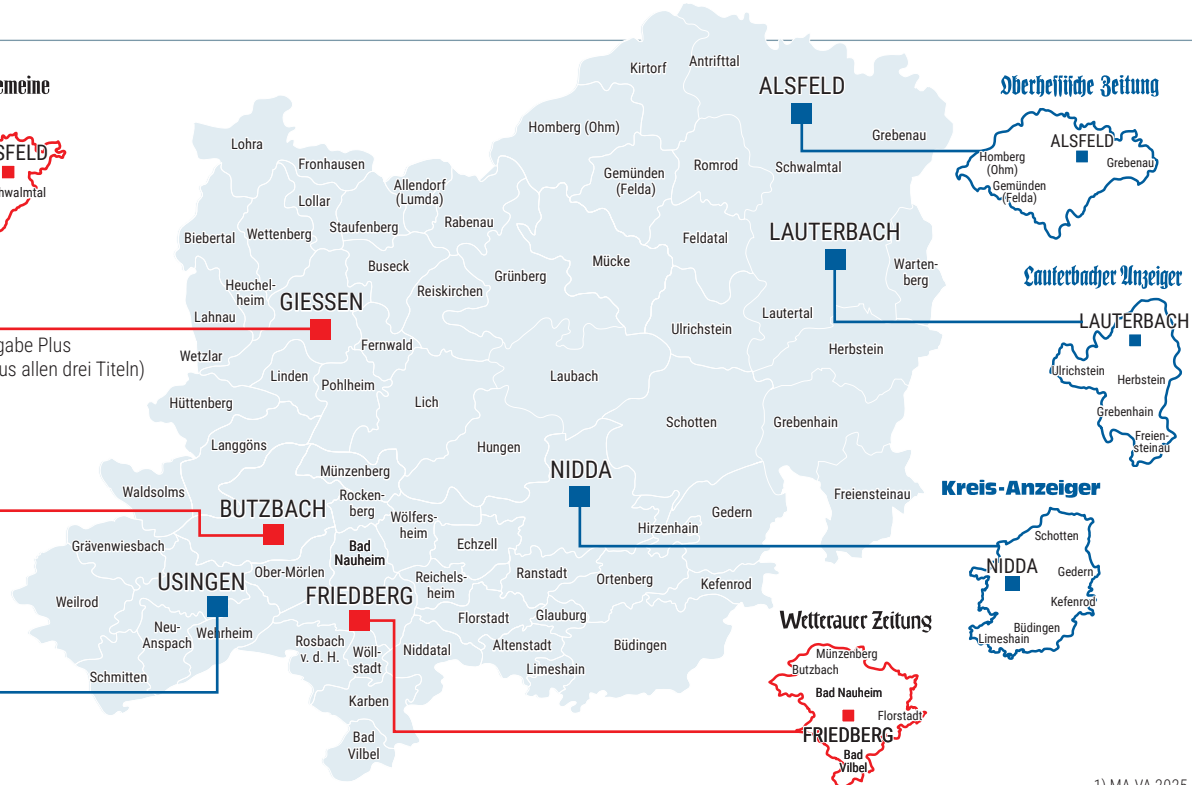 emeine
SFELD
hwalmtal
gabe Plus
us allen drei Titeln)
Kirtorf
Antrifttal
ALSFELD
Homberg (Ohm)
Grebenau
Lohra
Fronhausen
Gemünden
(Felda)
Romrod
Schwalmtal
Allendorf
(Lumda)
Lollar
Staufenberg
Rabenau
Biebertal
Wettenberg
Feldatal
LAUTERBACH
Buseck
Mücke
Warten-
berg
Heuchel-
heim
Reiskirchen
Grünberg
GIESSEN
Lahnau
Lautertal
Ulrichstein
Fernwald
Herbstein
Wetzlar
Linden
Pohlheim
Laubach
Hüttenberg
Lich
Schotten
Grebenhain
Langgöns
Hungen
Münzenberg
NIDDA
Waldsolms
Rocken-
berg
Freiensteinau
BUTZBACH
Wölfers-
heim
Gedern
Hirzenhain
Grävenwiesbach
Bad
Nauheim
Echzell
USINGEN
Ober-Mörlen
Reichels-
heim
Ranstadt
Ortenberg
Kefenrod
FRIEDBERG
Weilrod
Neu-
Anspach
Wehrheim
Florstadt
Glauburg
Rosbach
v. d. H.
Wöll-
stadt
Niddatal
Altenstadt
Büdingen
Limeshain
Schmitten
Karben
Bad
Vilbel
Oberhessische Zeitung
ALSFELD
Homberg
(Ohm)
Grebenau
Gemünden
(Felda)
Lauterbacher Anzeiger
LAUTERBACH
Ulrichstein
Herbstein
Grebenhain
Freien-
steinau
Kreis-Anzeiger
Schotten
NIDDA
Gedern
Kefenrod
Büdingen
Limeshain
Wetterauer Zeitung
Münzenberg
Butzbach
Bad Nauheim
Florstadt
FRIEDBERG
Bad
Vilbel
1) MA VA 2025